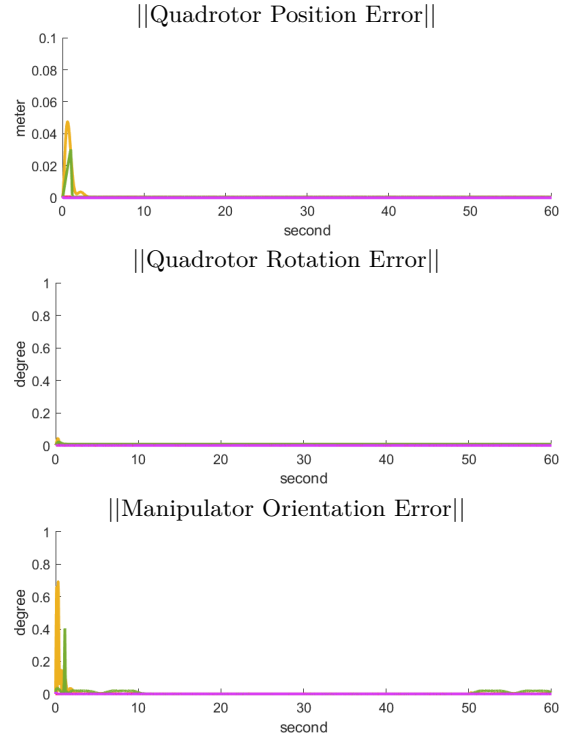 ||Quadrotor Position Error||
0.1
0.08
0.06
0.04
0.02
0
meter
0 10 20 30 40 50 60
second
||Quadrotor Rotation Error||
1
0.8
0.6
0.4
0.2
0
degree
0 10 20 30 40 50 60
second
||Manipulator Orientation Error||
1
0.8
0.6
0.4
0.2
0
degree
0 10 20 30 40 50 60
second